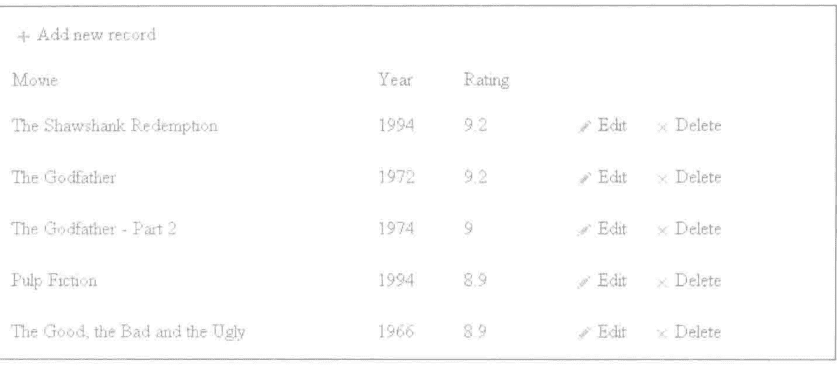 + Add new record
Movie Year Rating
The Shawshank Redemption 1994 9.2 Edit × Delete
The Godfather 1972 9.2 Edit × Delete
The Godfather - Part 2 1974 9 Edit × Delete
Pulp Fiction 1994 8.9 Edit × Delete
The Good, the Bad and the Ugly 1966 8.9 Edit × Delete